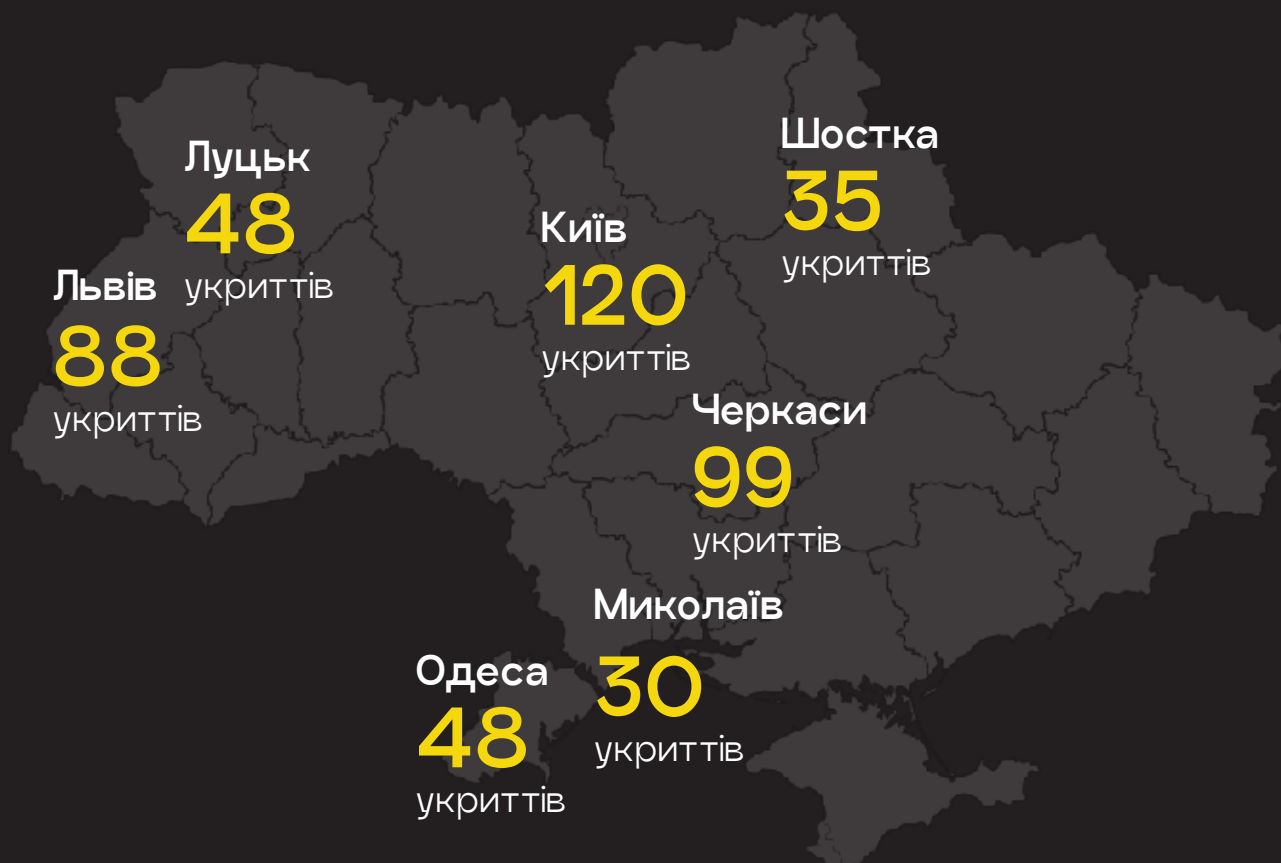 Шостка
35
укриттів
Луцьк
48
укриттів
Київ
120
укриттів
Львів
88
укриттів
Черкаси
99
укриттів
Миколаїв
30
укриттів
Одеса
48
укриттів